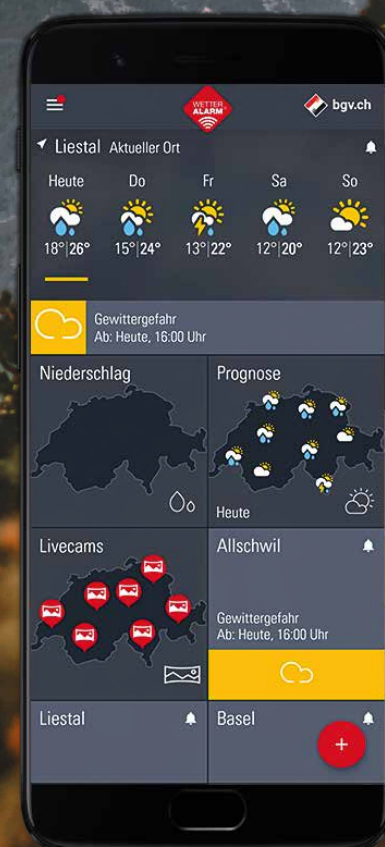 WETTER
ALARM
bgv.ch
Liestal Aktueller Ort
Heute Do Fr Sa So
18°|26° 15°|24° 13°|22° 12°|20° 12°|23°
Gewittergefahr
Ab: Heute, 16:00 Uhr
Niederschlag
Prognose
Heute
Livecams
Allschwil
Gewittergefahr
Ab: Heute, 16:00 Uhr
Liestal
Basel